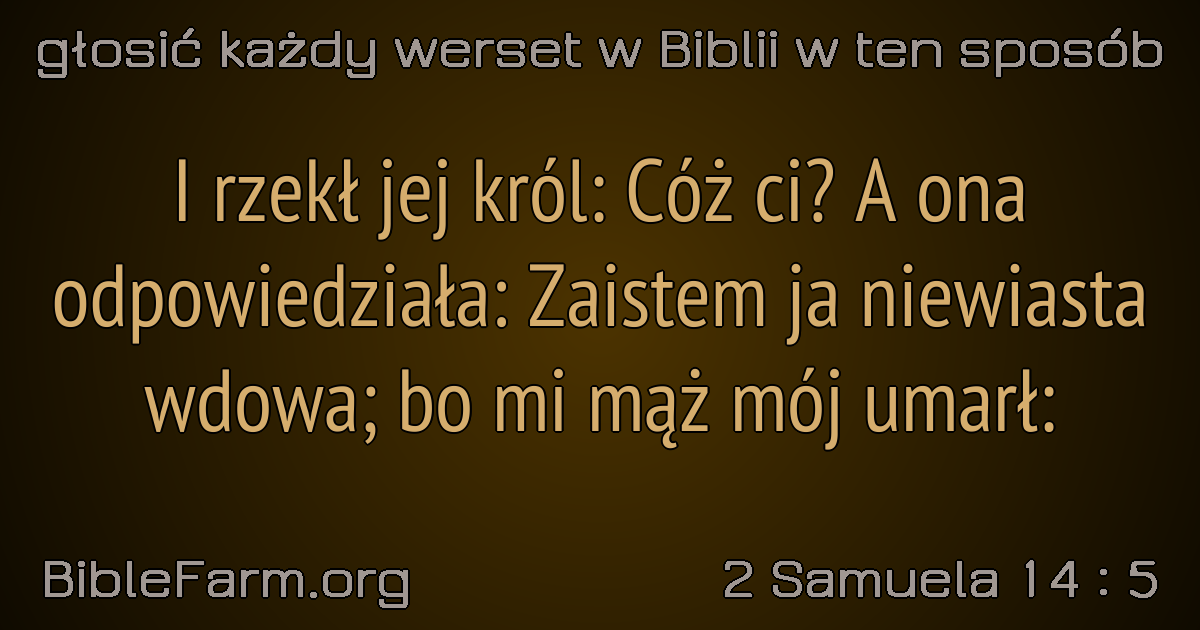 głosić każdy werset w Biblii w ten sposób
I rzekł jej król: Cóż ci? A ona
odpowiedziała: Zaistem ja niewiasta
wdowa; bo mi mąż mój umarł:
BibleFarm.org
2 Samuela 14 : 5